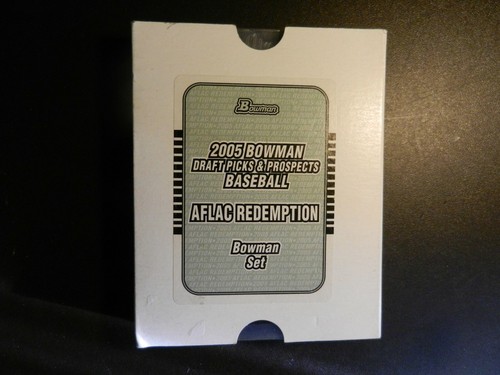 Bowman
2005 BOWMAN
DRAFT PICKS & PROSPECTS
BASEBALL
AFLAC REDEMPTION
Bowman
Set